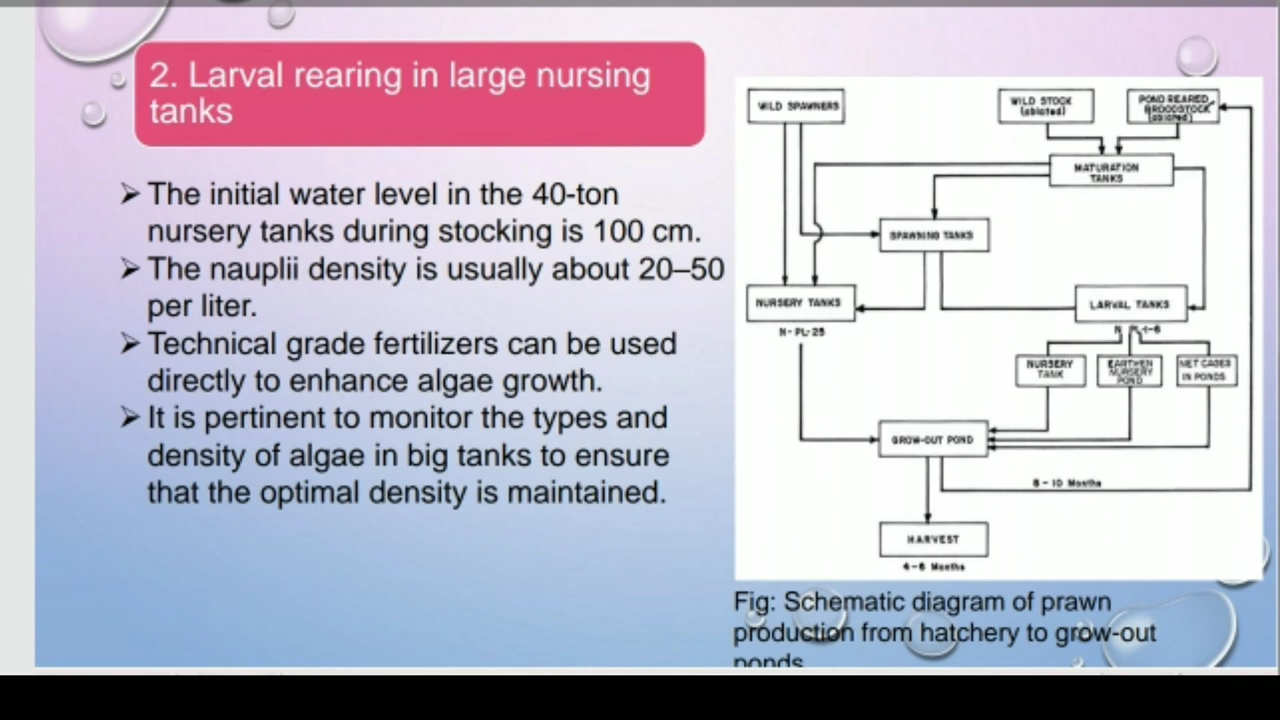 2. Larval rearing in large nursing
tanks
➢ The initial water level in the 40-ton
nursery tanks during stocking is 100 cm.
➢ The nauplii density is usually about 20–50
per liter.
➢ Technical grade fertilizers can be used
directly to enhance algae growth.
➢ It is pertinent to monitor the types and
density of algae in big tanks to ensure
that the optimal density is maintained.
WILD SPAWNERS
WILD STOCK
(ablated)
POND REARED
BROODSTOCK
(ablated)
MATURATION
TANKS
SPAWNING TANKS
NURSERY TANKS
N-PL-25
LARVAL TANKS
N PL-1-6
NURSERY
TANK
EARTHEN
NURSERY
POND
NET CAGES
IN PONDS
GROW-OUT POND
8-10 Months
HARVEST
4-6 Months
Fig: Schematic diagram of prawn
production from hatchery to grow-out
ponds